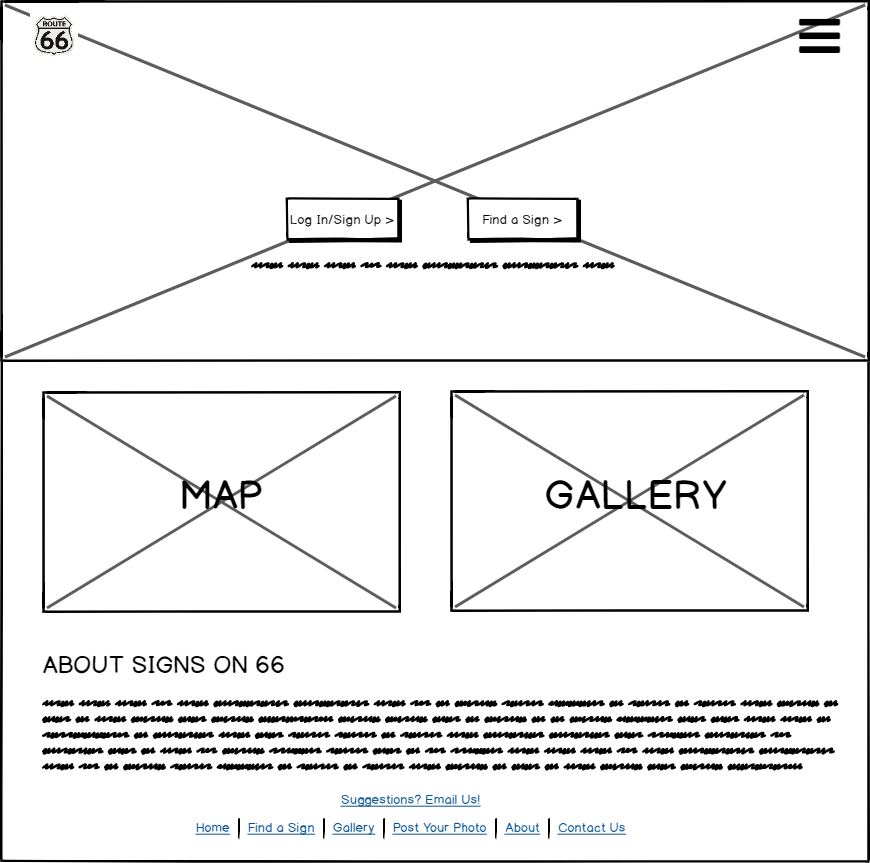 ROUTE
66
Log In/Sign Up > Find a Sign >
MAP GALLERY
ABOUT SIGNS ON 66
Suggestions? Email Us!
Home | Find a Sign | Gallery | Post Your Photo | About | Contact Us